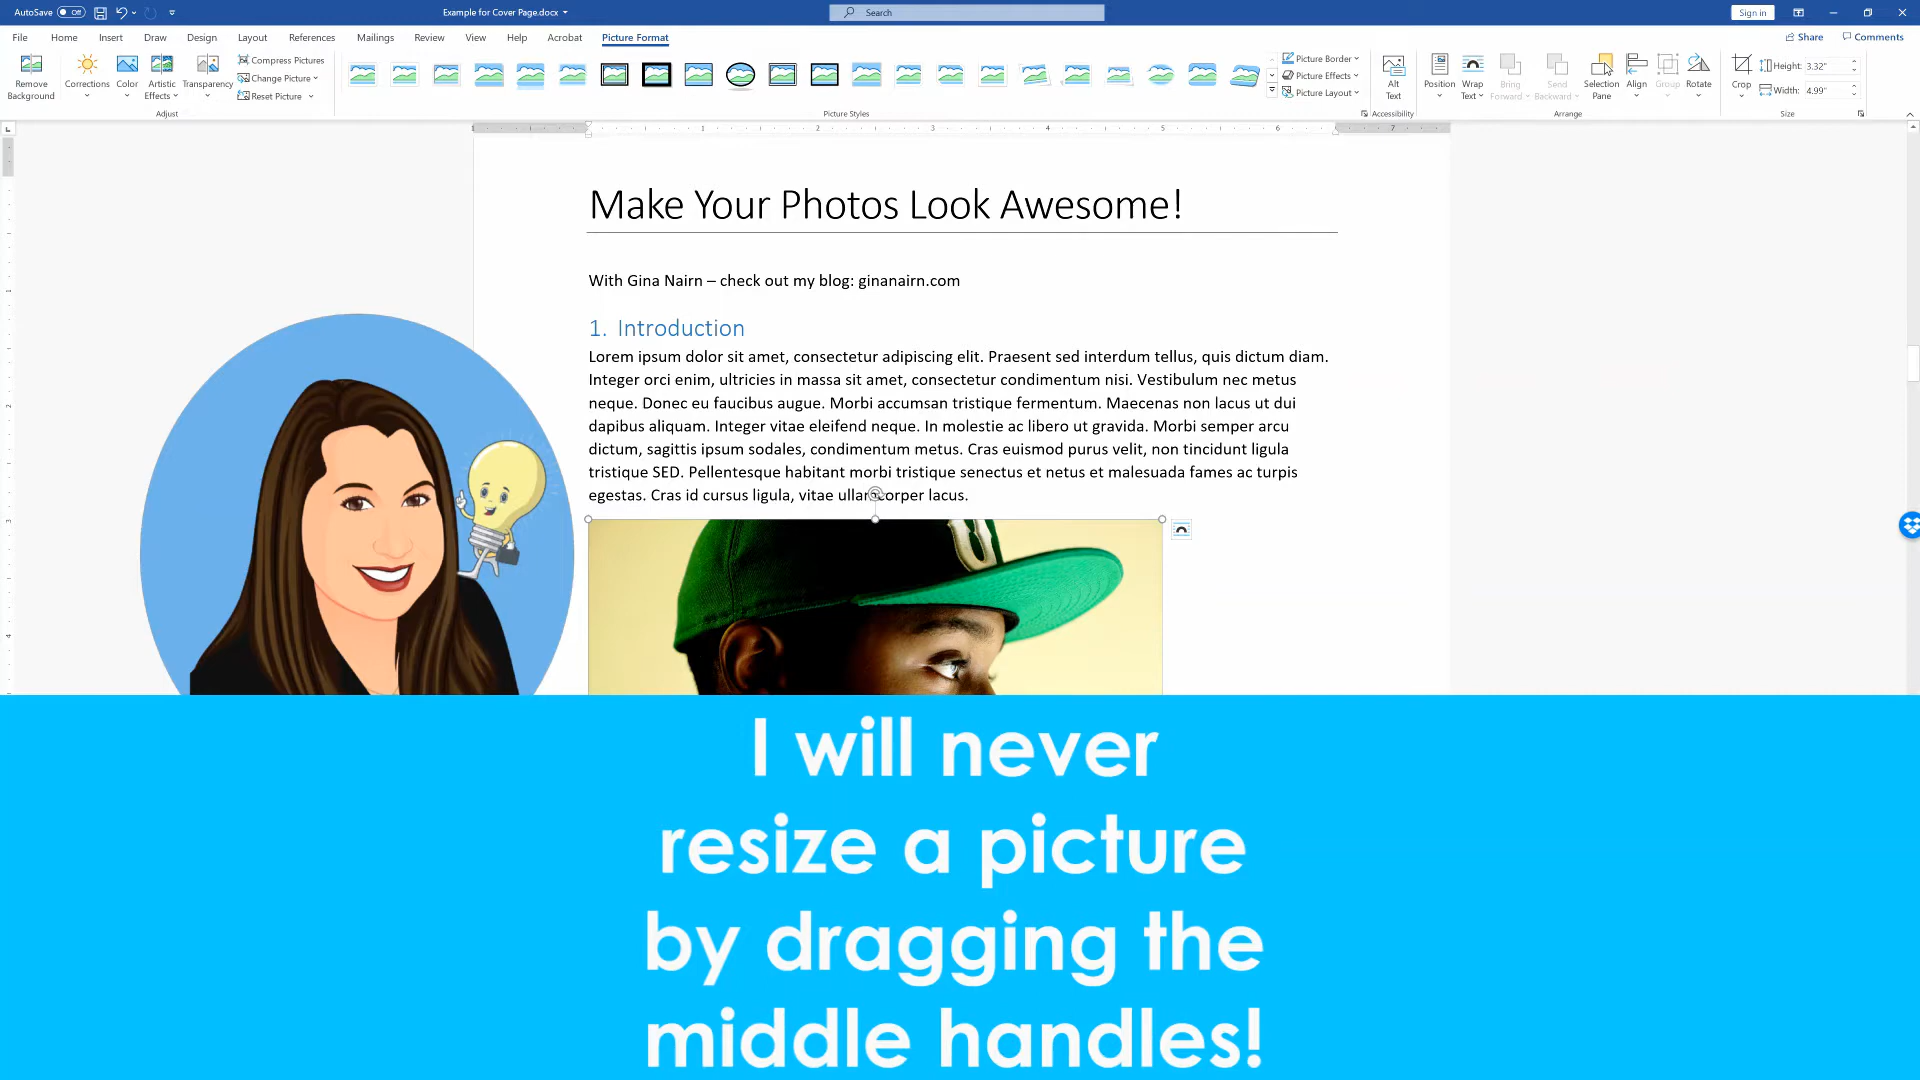 AutoSave Off Example for Cover Page.docx Search Sign in
File Home Insert Draw Design Layout References Mailings Review View Help Acrobat Picture Format Share Comments
Remove Background Corrections Color Artistic Effects Transparency
Compress Pictures
Change Picture
Reset Picture
Adjust
Picture Styles
Picture Border
Picture Effects
Picture Layout
Alt Text
Accessibility
Position Wrap Text Bring Forward Send Backward Selection Pane Align Group Rotate
Arrange
Crop
Height: 3.32"
Width: 4.99"
Size
1 2 3 4 5 6 7
Make Your Photos Look Awesome!
With Gina Nairn – check out my blog: ginanairn.com
1. Introduction
Lorem ipsum dolor sit amet, consectetur adipiscing elit. Praesent sed interdum tellus, quis dictum diam.
Integer orci enim, ultricies in massa sit amet, consectetur condimentum nisi. Vestibulum nec metus
neque. Donec eu faucibus augue. Morbi accumsan tristique fermentum. Maecenas non lacus ut dui
dapibus aliquam. Integer vitae eleifend neque. In molestie ac libero ut gravida. Morbi semper arcu
dictum, sagittis ipsum sodales, condimentum metus. Cras euismod purus velit, non tincidunt ligula
tristique SED. Pellentesque habitant morbi tristique senectus et netus et malesuada fames ac turpis
egestas. Cras id cursus ligula, vitae ullamcorper lacus.
I will never
resize a picture
by dragging the
middle handles!